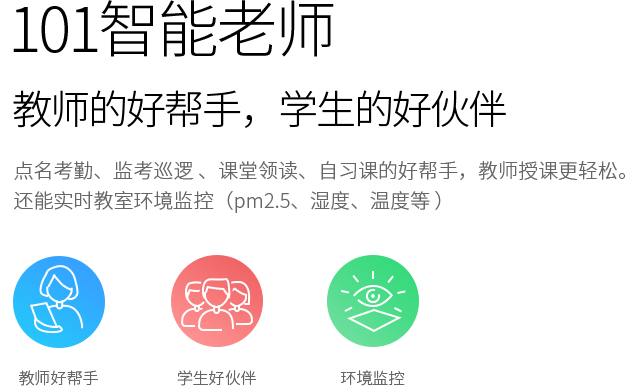 101智能老师
教师的好帮手，学生的好伙伴
点名考勤、监考巡逻 、课堂领读、自习课的好帮手，教师授课更轻松。
还能实时教室环境监控（pm2.5、湿度、温度等 ）
教师好帮手
学生好伙伴
环境监控